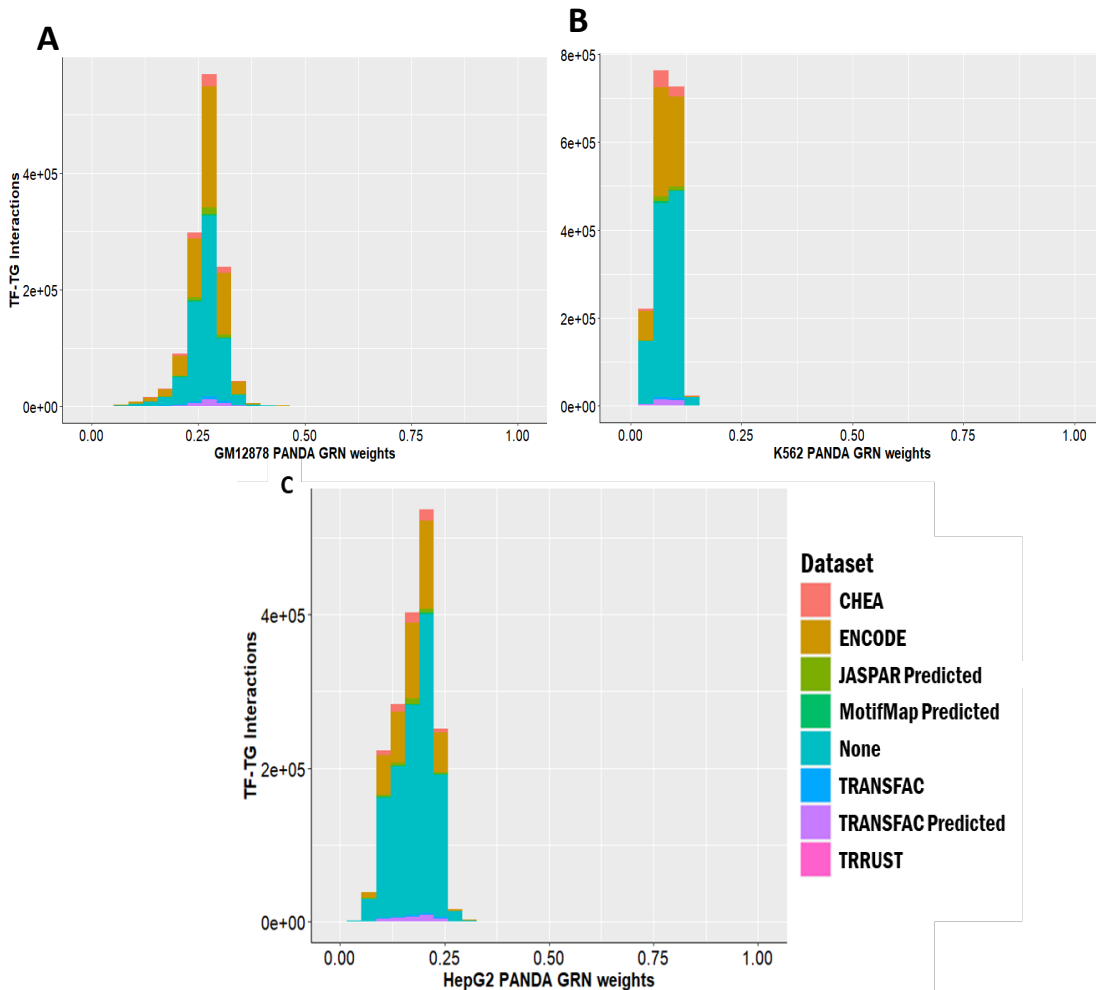 A
TF-TG Interactions
4e+05
2e+05
0e+00
0.00 0.25 0.50 0.75 1.00
GM12878 PANDA GRN weights
B
8e+05
6e+05
4e+05
2e+05
0e+00
0.00 0.25 0.50 0.75 1.00
K562 PANDA GRN weights
C
TF-TG Interactions
4e+05
2e+05
0e+00
0.00 0.25 0.50 0.75 1.00
HepG2 PANDA GRN weights
Dataset
CHEA
ENCODE
JASPAR Predicted
MotifMap Predicted
None
TRANSFAC
TRANSFAC Predicted
TRRUST